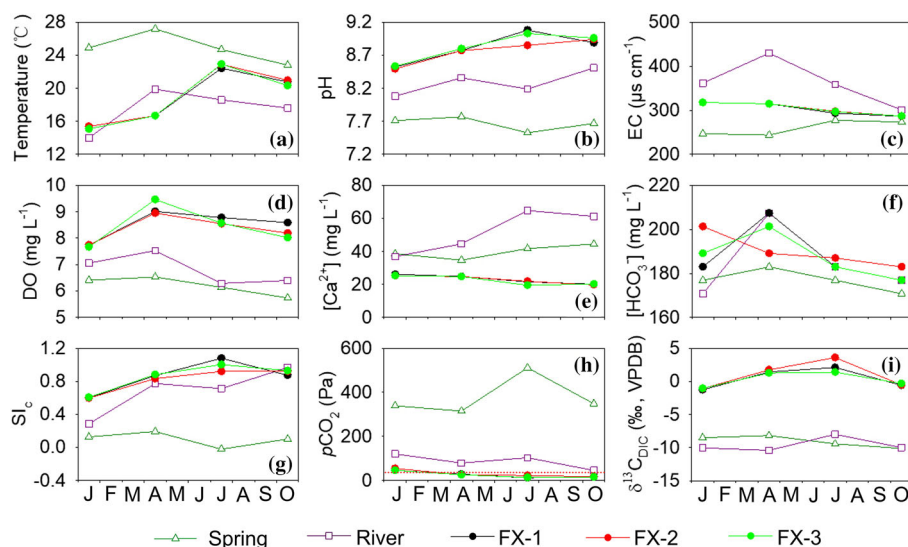 28
24
20
16
12
Temperature (℃)
(a)
9.2
8.7
8.2
7.7
7.2
pH
(b)
500
400
300
200
EC (µs cm⁻¹)
(c)
10
9
8
7
6
5
DO (mg L⁻¹)
(d)
80
60
40
20
0
[Ca²⁺] (mg L⁻¹)
(e)
220
200
180
160
[HCO₃⁻] (mg L⁻¹)
(f)
1.2
0.8
0.4
0.0
-0.4
SIc
(g)
J F M A M J J A S O
600
400
200
0
pCO₂ (Pa)
(h)
J F M A M J J A S O
5
0
-5
-10
-15
δ¹³C_DIC (‰, VPDB)
(i)
J F M A M J J A S O
Spring River FX-1 FX-2 FX-3